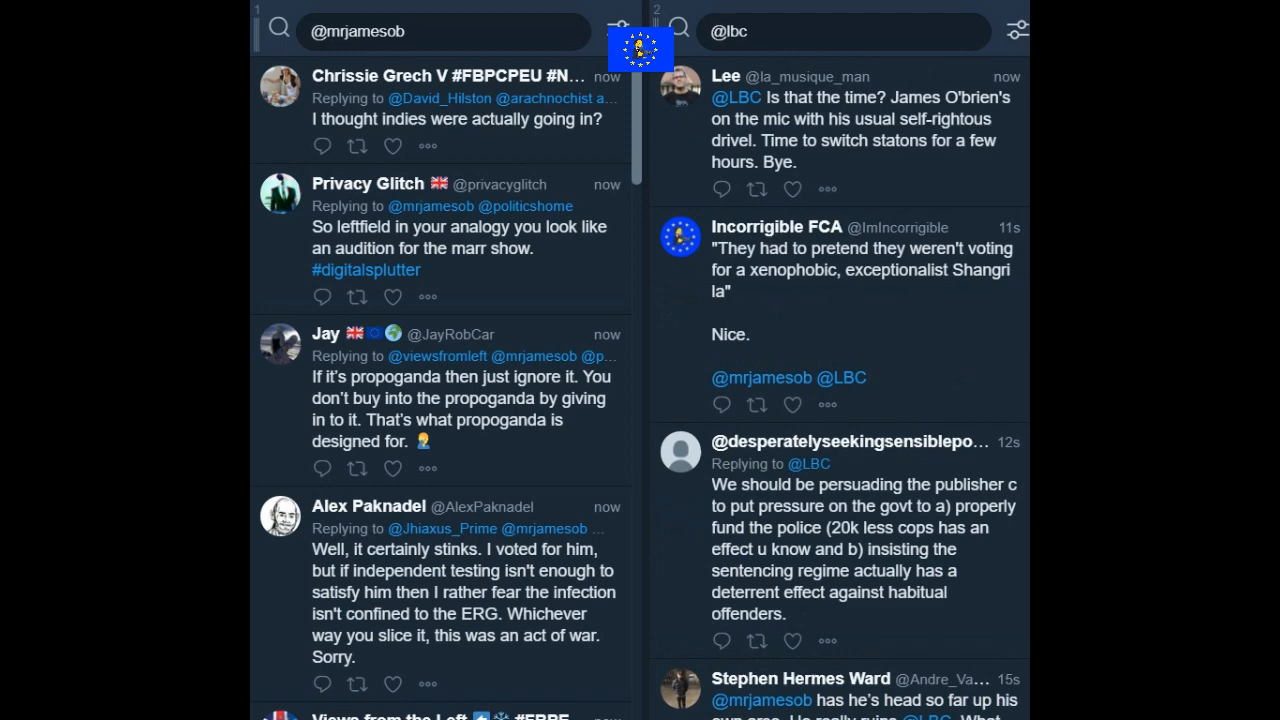 1
@mrjamesob
Chrissie Grech V #FBPCPEU #N... now
Replying to @David_Hilston @arachnochist a...
I thought indies were actually going in?
Privacy Glitch 🇬🇧 @privacyglitch now
Replying to @mrjamesob @politicshome
So leftfield in your analogy you look like
an audition for the marr show.
#digitalsplutter
Jay 🇬🇧🇪🇺🌍 @JayRobCar now
Replying to @viewsfromleft @mrjamesob @p...
If it's propoganda then just ignore it. You
don't buy into the propoganda by giving
in to it. That's what propoganda is
designed for. 🤦
Alex Paknadel @AlexPaknadel now
Replying to @Jhiaxus_Prime @mrjamesob ...
Well, it certainly stinks. I voted for him,
but if independent testing isn't enough to
satisfy him then I rather fear the infection
isn't confined to the ERG. Whichever
way you slice it, this was an act of war.
Sorry.
Views from the Left
2
@lbc
Lee @la_musique_man now
@LBC Is that the time? James O'brien's
on the mic with his usual self-rightous
drivel. Time to switch statons for a few
hours. Bye.
Incorrigible FCA @ImIncorrigible 11s
"They had to pretend they weren't voting
for a xenophobic, exceptionalist Shangri
la"
Nice.
@mrjamesob @LBC
@desperatelyseekingsensiblepo... 12s
Replying to @LBC
We should be persuading the publisher c
to put pressure on the govt to a) properly
fund the police (20k less cops has an
effect u know and b) insisting the
sentencing regime actually has a
deterrent effect against habitual
offenders.
Stephen Hermes Ward @Andre_Va... 15s
@mrjamesob has he's head so far up his